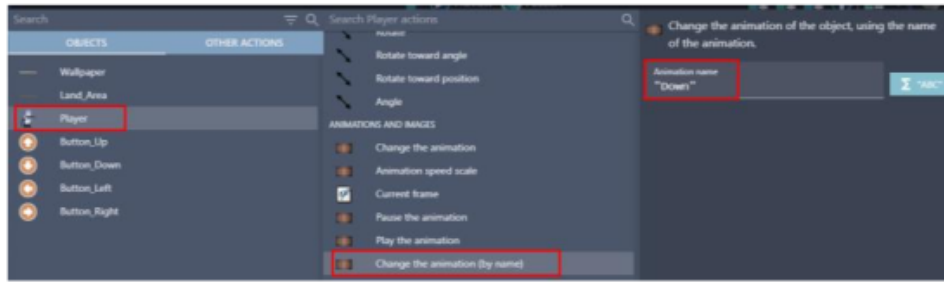 Search
OBJECTS
OTHER ACTIONS
Wallpaper
Land_Area
Player
Button_Up
Button_Down
Button_Left
Button_Right
Search Player actions
Rotate
Rotate toward angle
Rotate toward position
Angle
ANIMATIONS AND IMAGES
Change the animation
Animation speed scale
Current frame
Pause the animation
Play the animation
Change the animation (by name)
Change the animation of the object, using the name
of the animation.
Animation name
"Down"
Σ "ABC"